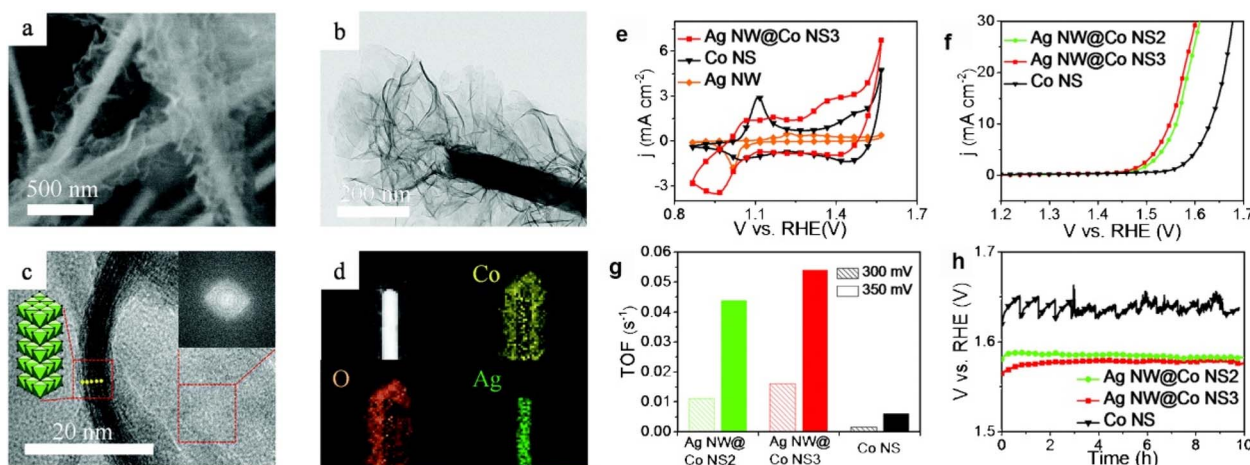 a
500 nm
b
200 nm
c
20 nm
d
Co
O
Ag
e
Ag NW@Co NS3
Co NS
Ag NW
j (mA cm⁻²)
6
3
0
-3
0.8
1.1
1.4
1.7
V vs. RHE(V)
f
Ag NW@Co NS2
Ag NW@Co NS3
Co NS
j (mA cm⁻²)
30
20
10
0
1.2
1.3
1.4
1.5
1.6
1.7
V vs. RHE (V)
g
300 mV
350 mV
TOF (s⁻¹)
0.06
0.05
0.04
0.03
0.02
0.01
0.00
Ag NW@
Co NS2
Ag NW@
Co NS3
Co NS
h
V vs. RHE (V)
1.7
1.6
1.5
Ag NW@Co NS2
Ag NW@Co NS3
Co NS
0
2
4
6
8
10
Time (h)